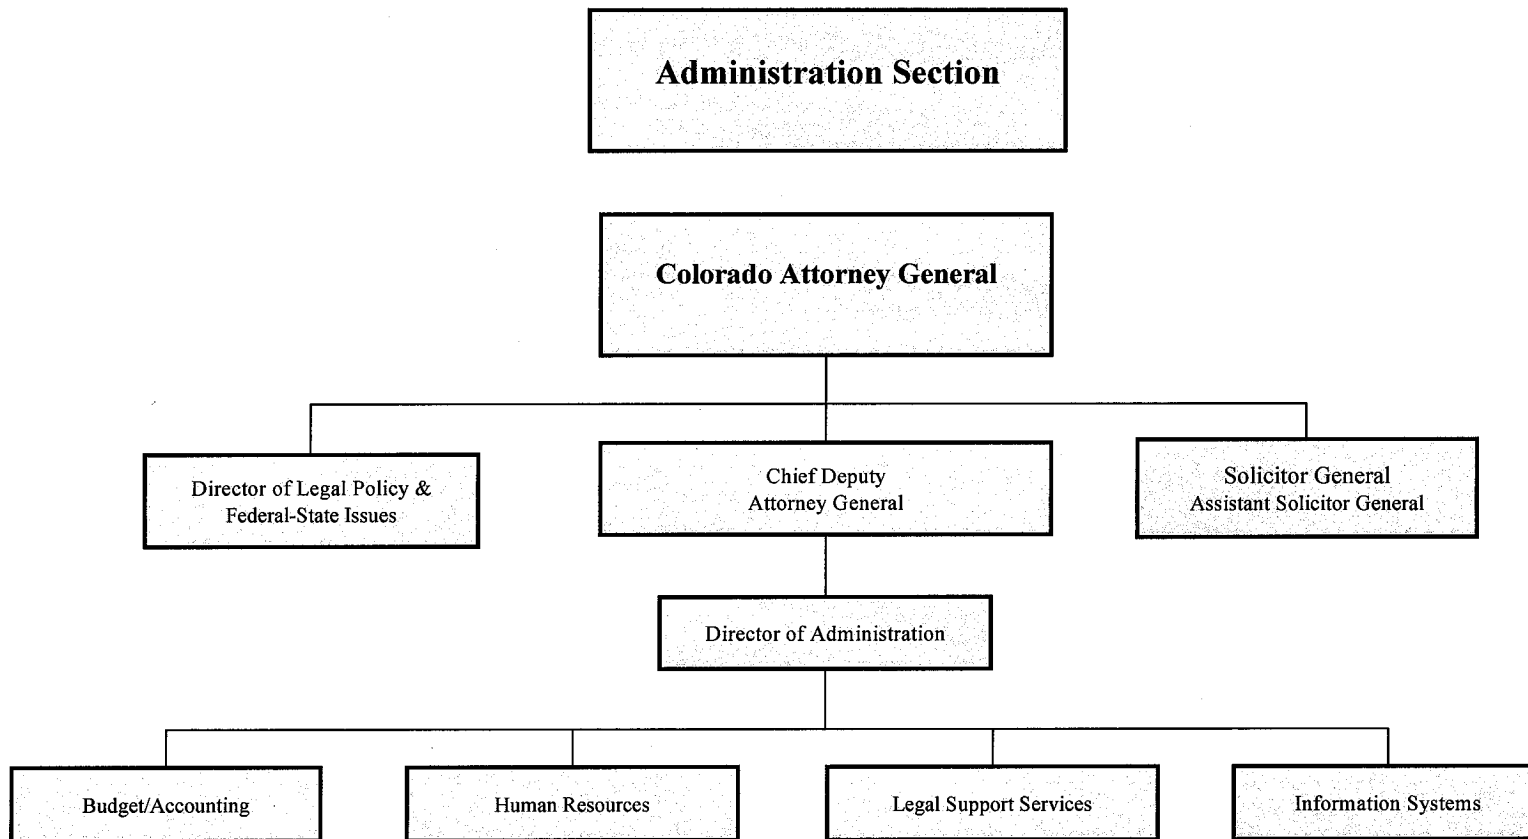 Administration Section
Colorado Attorney General
Director of Legal Policy &
Federal-State Issues
Chief Deputy
Attorney General
Solicitor General
Assistant Solicitor General
Director of Administration
Budget/Accounting
Human Resources
Legal Support Services
Information Systems